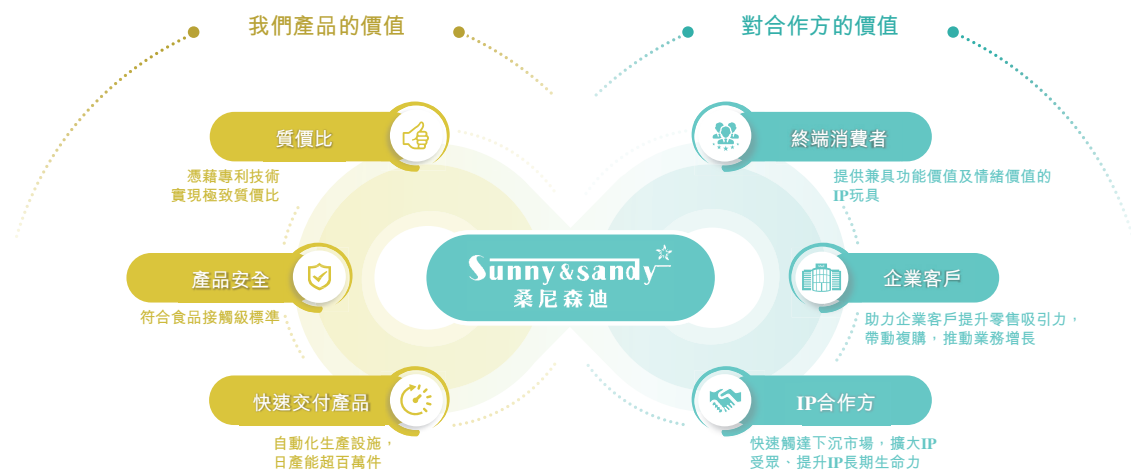 我們產品的價值
對合作方的價值
質價比
憑藉專利技術
實現極致質價比
產品安全
符合食品接觸級標準
快速交付產品
自動化生產設施，
日產能超百萬件
Sunny&sandy
桑尼森迪
終端消費者
提供兼具功能價值及情緒價值的
IP玩具
企業客戶
助力企業客戶提升零售吸引力，
帶動複購，推動業務增長
IP合作方
快速觸達下沉市場，擴大IP
受眾、提升IP長期生命力